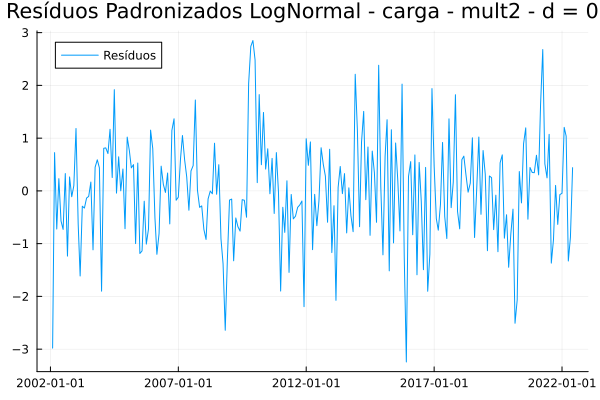 Resíduos Padronizados LogNormal - carga - mult2 - d = 0
Resíduos
3
2
1
0
−1
−2
−3
2002-01-01 2007-01-01 2012-01-01 2017-01-01 2022-01-01